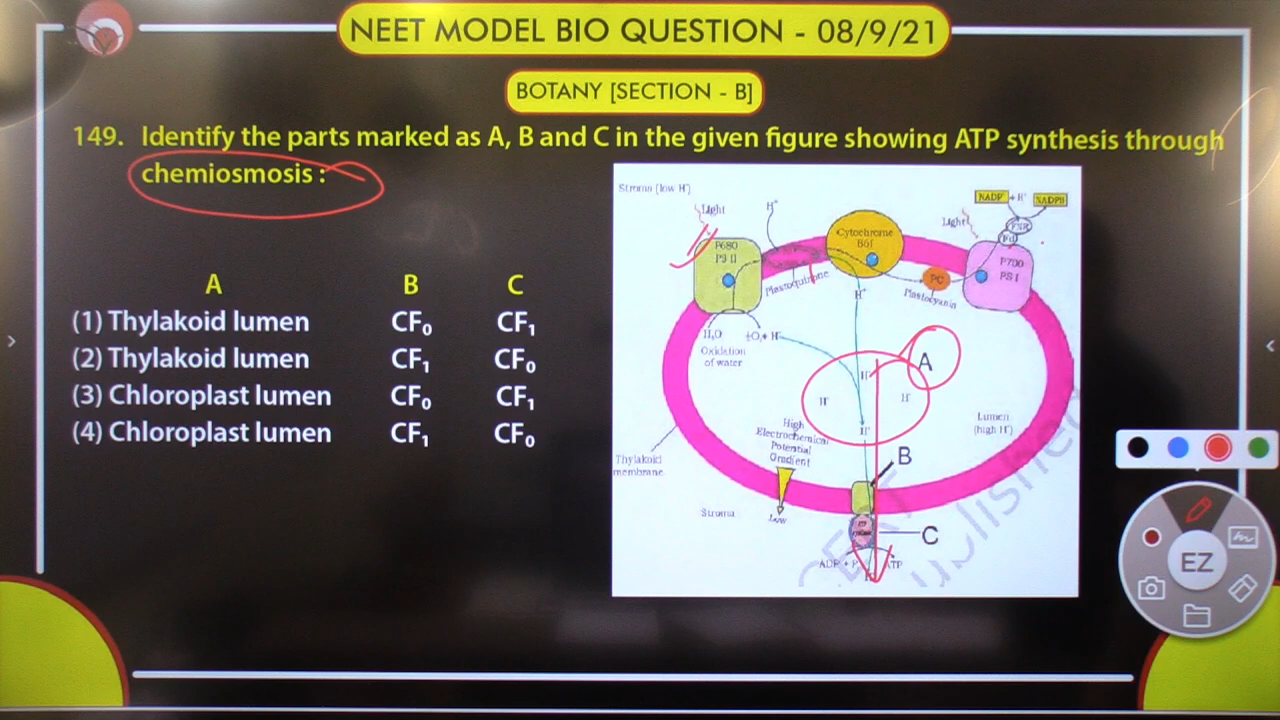 NEET MODEL BIO QUESTION - 08/9/21
BOTANY [SECTION - B]
149. Identify the parts marked as A, B and C in the given figure showing ATP synthesis through
chemiosmosis :
A B C
(1) Thylakoid lumen CF₀ CF₁
(2) Thylakoid lumen CF₁ CF₀
(3) Chloroplast lumen CF₀ CF₁
(4) Chloroplast lumen CF₁ CF₀
Stroma (low H⁺)
Light
H⁺
Cytochrome
B6f
Light
NADP⁺ + H⁺ NADPH
FNR
Fd
P680
PS II
P700
PS I
Plastoquinone
PC
Plastocyanin
H⁺
H₂O
Oxidation
of water
A
H⁺
H⁺
H⁺
H⁺
High
Electrochemical
Potential
Gradient
Lumen
(high H⁺)
Thylakoid
membrane
B
Stroma
Low
C
ADP + P ATP
EZ